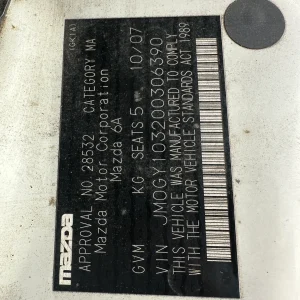 mazda
APPROVAL NO. 28532 CATEGORY MA
Mazda Motor Corporation
Mazda 6A
GVM KG SEATS 5 10/07
VIN JM0GY103200306390
THIS VEHICLE WAS MANUFACTURED TO COMPLY
WITH THE MOTOR VEHICLE STANDARDS ACT 1989